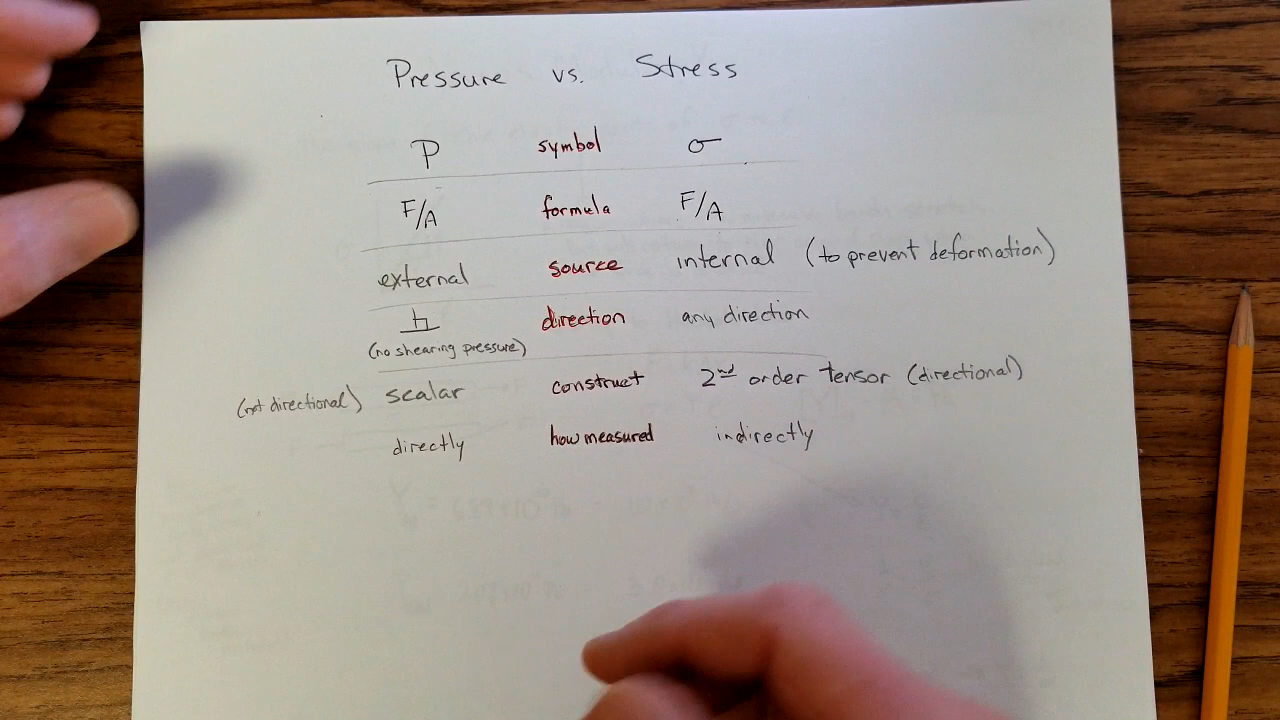 Pressure vs. Stress
P symbol σ
F/A formula F/A
external source internal (to prevent deformation)
direction any direction
(no shearing pressure)
(not directional) scalar construct 2nd order tensor (directional)
directly how measured indirectly